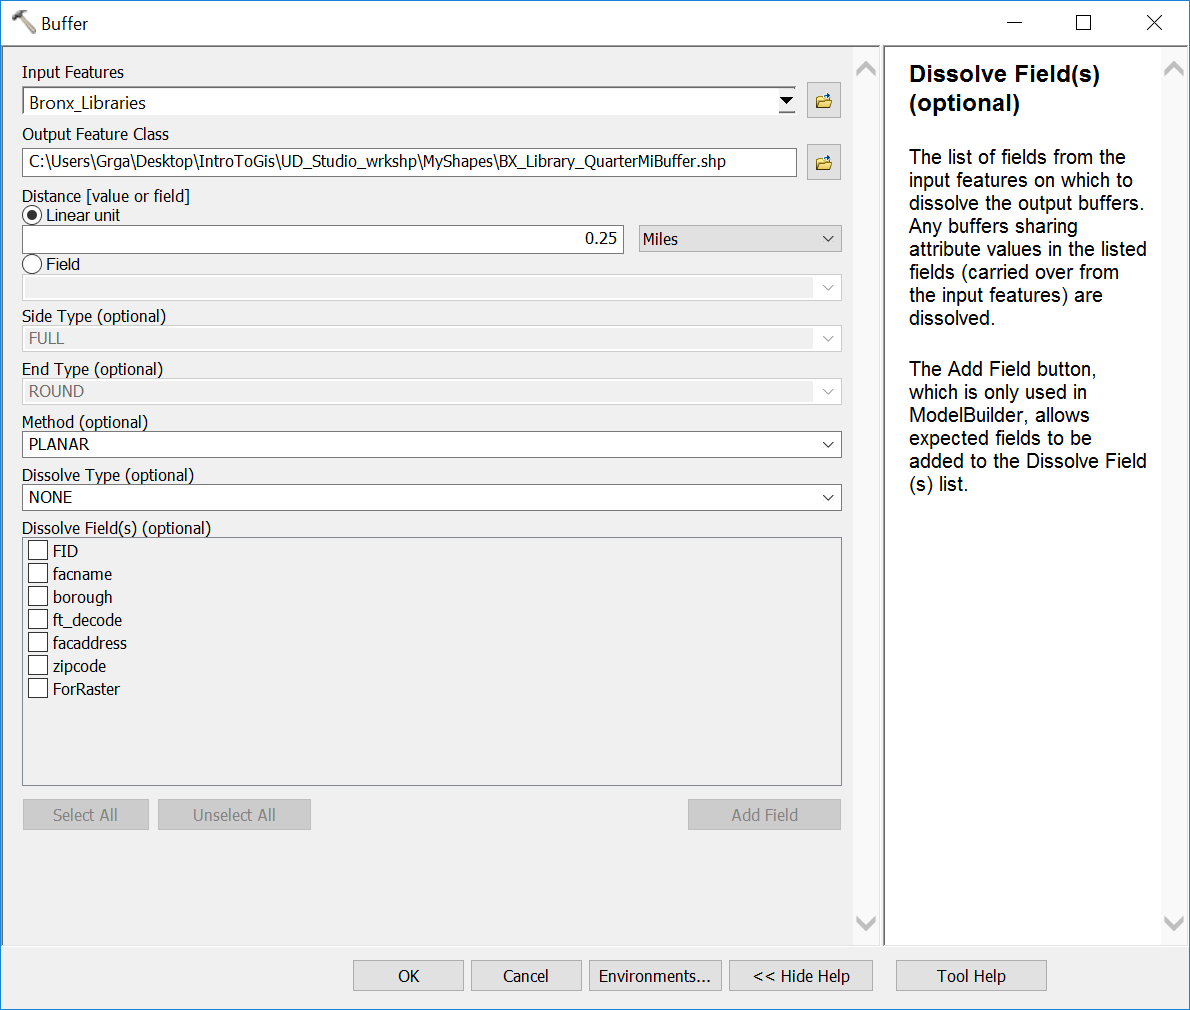 Buffer
Input Features
Bronx_Libraries
Output Feature Class
C:\Users\Grga\Desktop\IntroToGis\UD_Studio_wrkshp\MyShapes\BX_Library_QuarterMiBuffer.shp
Distance [value or field]
Linear unit
0.25
Miles
Field
Side Type (optional)
FULL
End Type (optional)
ROUND
Method (optional)
PLANAR
Dissolve Type (optional)
NONE
Dissolve Field(s) (optional)
FID
facname
borough
ft_decode
facaddress
zipcode
ForRaster
Select All
Unselect All
Add Field
Dissolve Field(s)
(optional)
The list of fields from the
input features on which to
dissolve the output buffers.
Any buffers sharing
attribute values in the listed
fields (carried over from
the input features) are
dissolved.
The Add Field button,
which is only used in
ModelBuilder, allows
expected fields to be
added to the Dissolve Field
(s) list.
OK
Cancel
Environments...
<< Hide Help
Tool Help